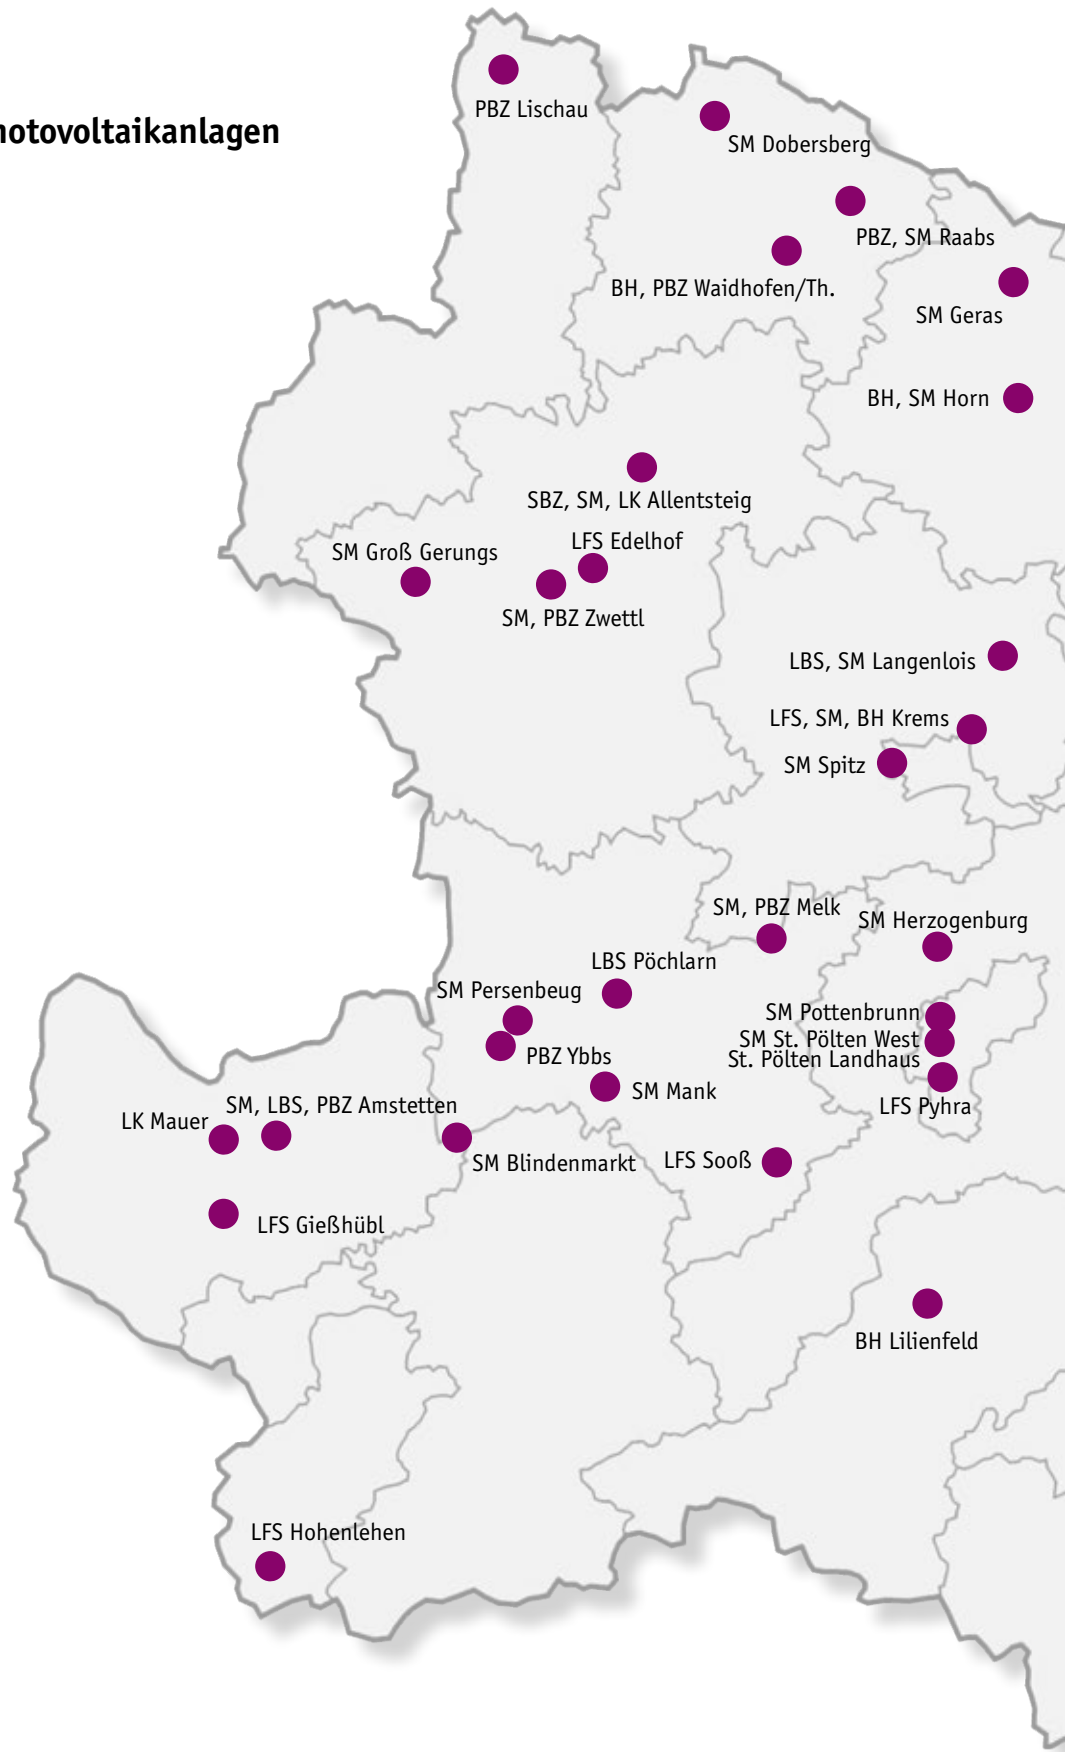 PBZ Lischau
hotovoltaikanlagen
SM Dobersberg
PBZ, SM Raabs
BH, PBZ Waidhofen/Th.
SM Geras
BH, SM Horn
SBZ, SM, LK Allentsteig
LFS Edelhof
SM Groß Gerungs
SM, PBZ Zwettl
LBS, SM Langenlois
LFS, SM, BH Krems
SM Spitz
SM, PBZ Melk
SM Herzogenburg
LBS Pöchlarn
SM Persenbeug
SM Pottenbrunn
SM St. Pölten West
PBZ Ybbs
St. Pölten Landhaus
SM Mank
SM, LBS, PBZ Amstetten
LFS Pyhra
LK Mauer
SM Blindenmarkt
LFS Sooß
LFS Gießhübl
BH Lilienfeld
LFS Hohenlehen